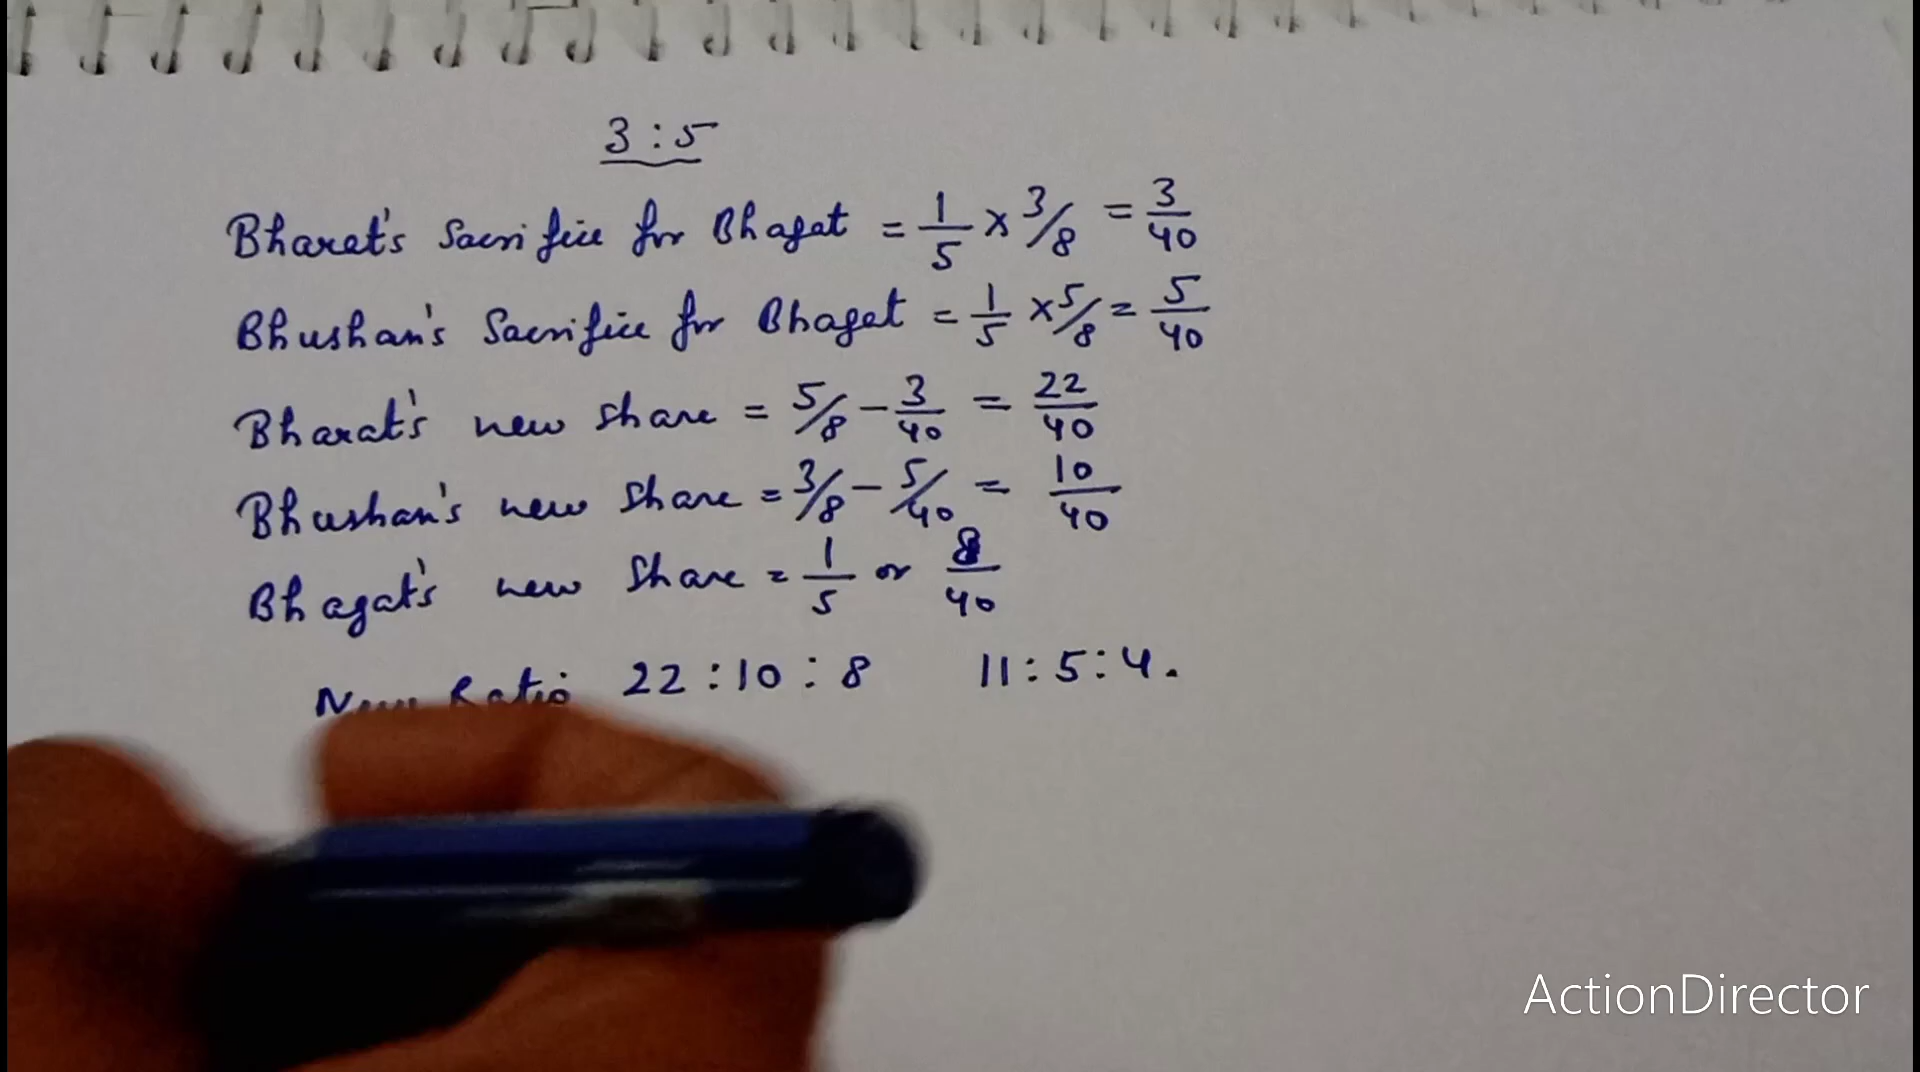 3 : 5
Bharat's Sacrifice for Bhagat = 1/5 × 3/8 = 3/40
Bhushan's Sacrifice for Bhagat = 1/5 × 5/8 = 5/40
Bharat's new share = 5/8 − 3/40 = 22/40
Bhushan's new share = 3/8 − 5/40 = 10/40
Bhagat's new share = 1/5 or 8/40
New Ratio 22 : 10 : 8 11 : 5 : 4.
ActionDirector